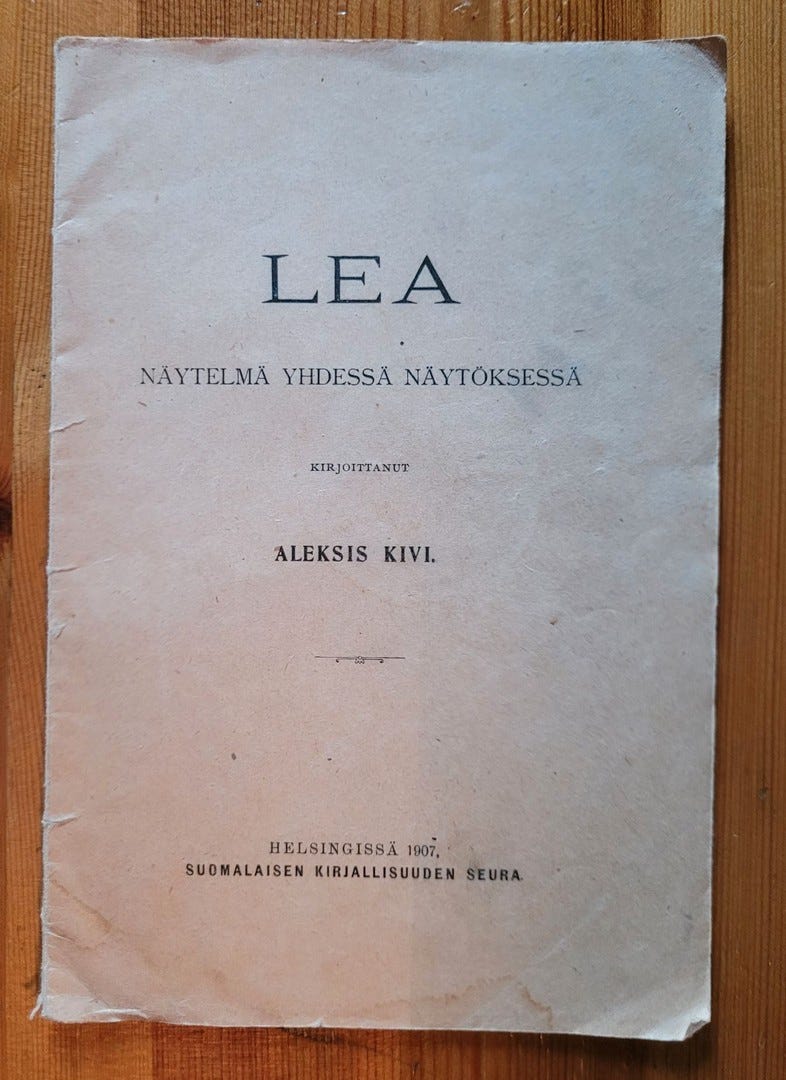 LEA
NÄYTELMÄ YHDESSÄ NÄYTÖKSESSÄ
KIRJOITTANUT
ALEKSIS KIVI.
HELSINGISSÄ 1907,
SUOMALAISEN KIRJALLISUUDEN SEURA.